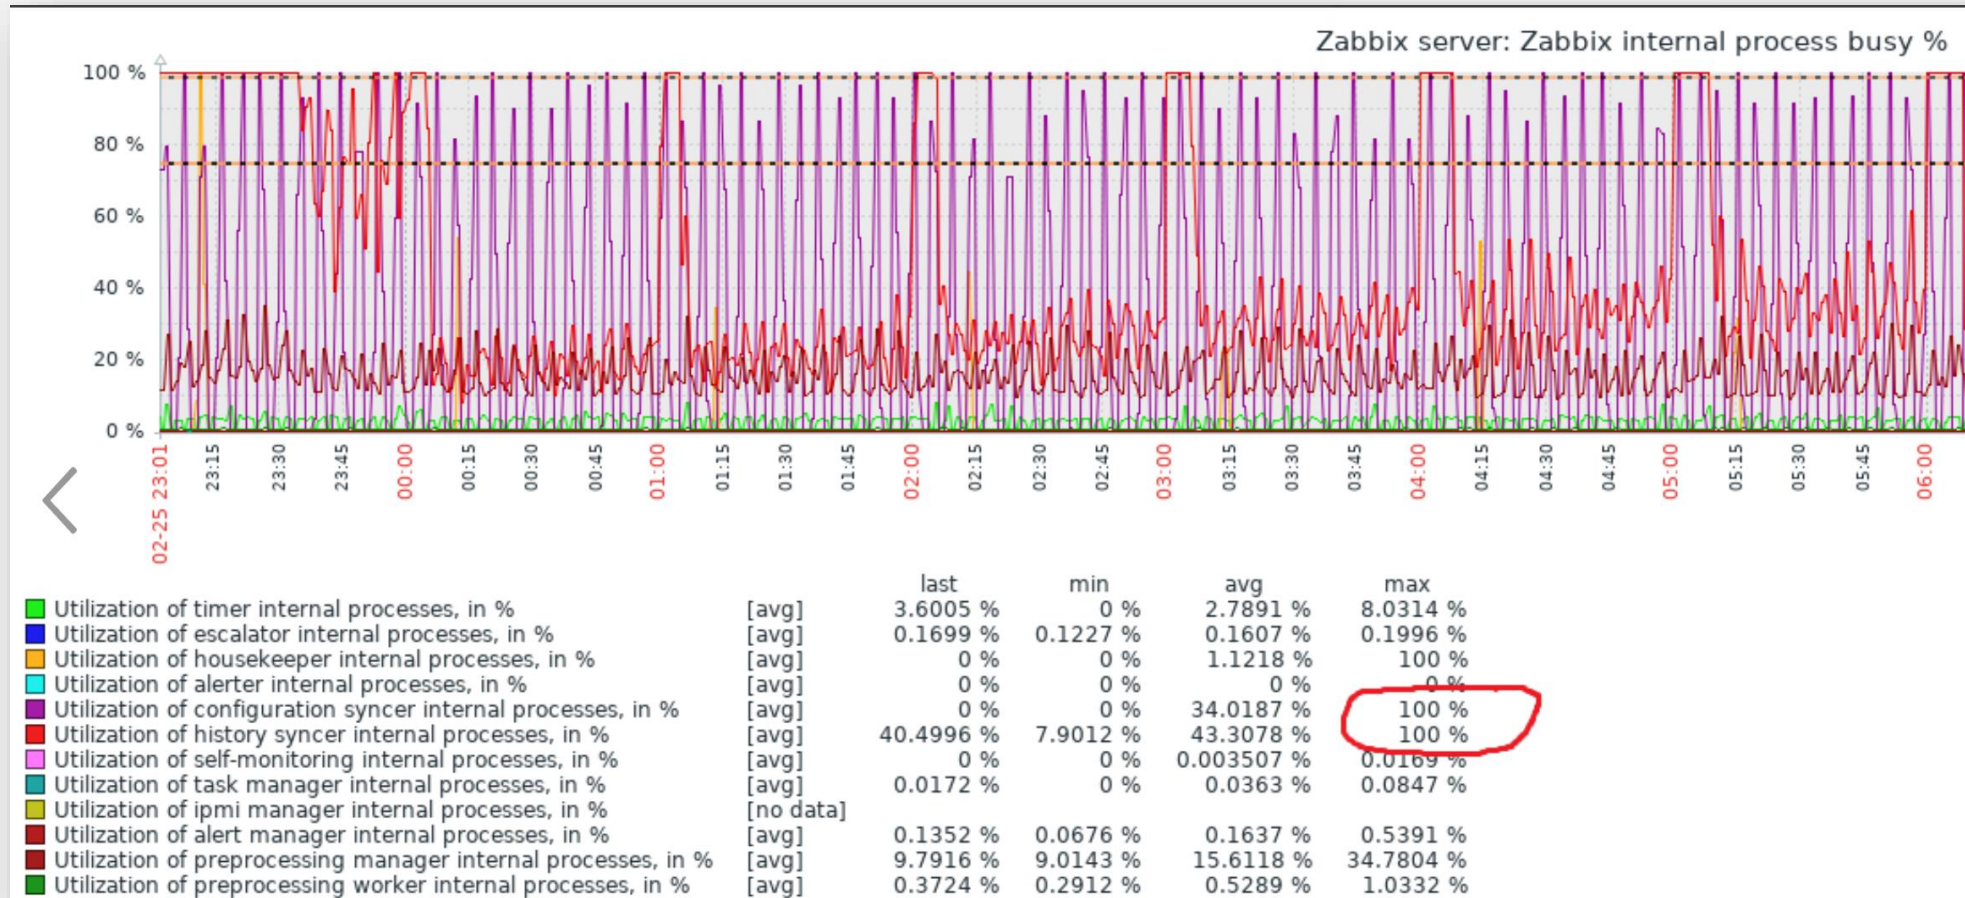 Zabbix server: Zabbix internal process busy %
100 %
80 %
60 %
40 %
20 %
0 %
02-25 23:01 23:15 23:30 23:45 00:00 00:15 00:30 00:45 01:00 01:15 01:30 01:45 02:00 02:15 02:30 02:45 03:00 03:15 03:30 03:45 04:00 04:15 04:30 04:45 05:00 05:15 05:30 05:45 06:00
last min avg max
Utilization of timer internal processes, in % [avg] 3.6005 % 0 % 2.7891 % 8.0314 %
Utilization of escalator internal processes, in % [avg] 0.1699 % 0.1227 % 0.1607 % 0.1996 %
Utilization of housekeeper internal processes, in % [avg] 0 % 0 % 1.1218 % 100 %
Utilization of alerter internal processes, in % [avg] 0 % 0 % 0 % 0 %
Utilization of configuration syncer internal processes, in % [avg] 0 % 0 % 34.0187 % 100 %
Utilization of history syncer internal processes, in % [avg] 40.4996 % 7.9012 % 43.3078 % 100 %
Utilization of self-monitoring internal processes, in % [avg] 0 % 0 % 0.003507 % 0.0169 %
Utilization of task manager internal processes, in % [avg] 0.0172 % 0 % 0.0363 % 0.0847 %
Utilization of ipmi manager internal processes, in % [no data]
Utilization of alert manager internal processes, in % [avg] 0.1352 % 0.0676 % 0.1637 % 0.5391 %
Utilization of preprocessing manager internal processes, in % [avg] 9.7916 % 9.0143 % 15.6118 % 34.7804 %
Utilization of preprocessing worker internal processes, in % [avg] 0.3724 % 0.2912 % 0.5289 % 1.0332 %